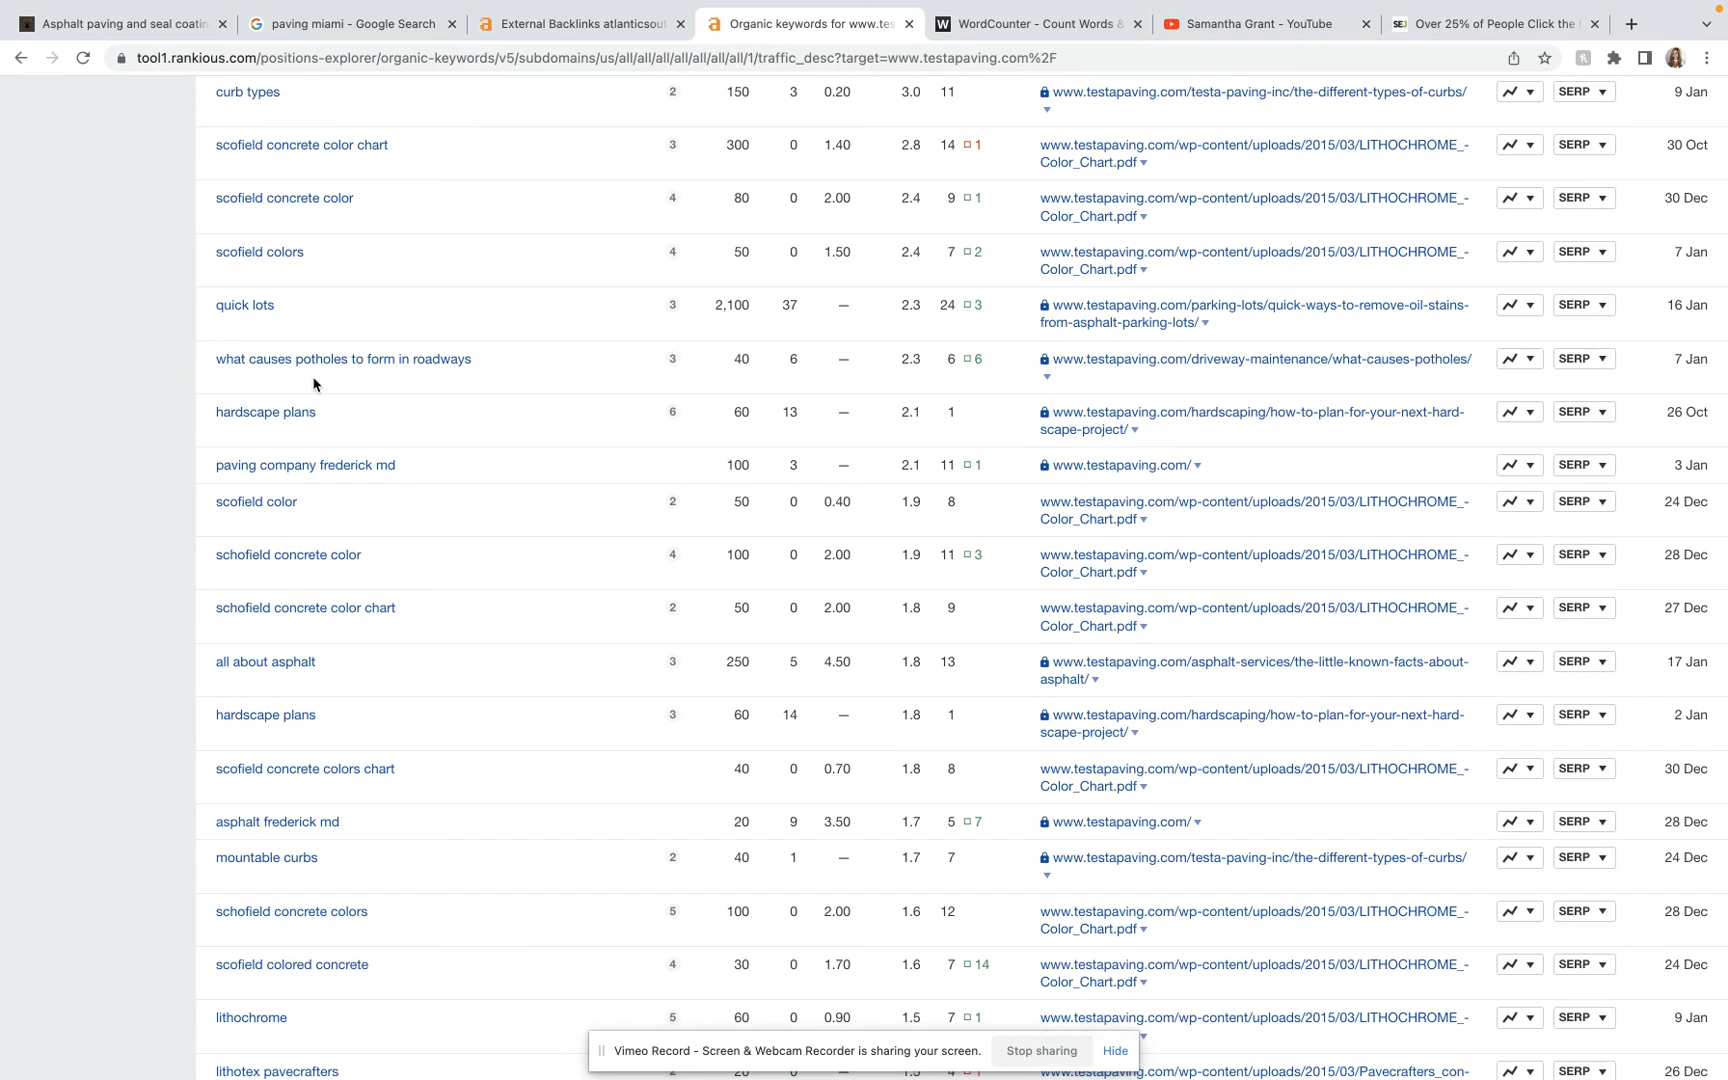 Asphalt paving and seal coatin
paving miami - Google Search
External Backlinks atlanticsout
Organic keywords for www.tes
WordCounter - Count Words &
Samantha Grant - YouTube
SEJ Over 25% of People Click the
tool1.rankious.com/positions-explorer/organic-keywords/v5/subdomains/us/all/all/all/all/all/all/all/1/traffic_desc?target=www.testapaving.com%2F
curb types 2 150 3 0.20 3.0 11 www.testapaving.com/testa-paving-inc/the-different-types-of-curbs/ SERP 9 Jan
scofield concrete color chart 3 300 0 1.40 2.8 14 1 www.testapaving.com/wp-content/uploads/2015/03/LITHOCHROME_- SERP 30 Oct
Color_Chart.pdf
scofield concrete color 4 80 0 2.00 2.4 9 1 www.testapaving.com/wp-content/uploads/2015/03/LITHOCHROME_- SERP 30 Dec
Color_Chart.pdf
scofield colors 4 50 0 1.50 2.4 7 2 www.testapaving.com/wp-content/uploads/2015/03/LITHOCHROME_- SERP 7 Jan
Color_Chart.pdf
quick lots 3 2,100 37 — 2.3 24 3 www.testapaving.com/parking-lots/quick-ways-to-remove-oil-stains- SERP 16 Jan
from-asphalt-parking-lots/
what causes potholes to form in roadways 3 40 6 — 2.3 6 6 www.testapaving.com/driveway-maintenance/what-causes-potholes/ SERP 7 Jan
hardscape plans 6 60 13 — 2.1 1 www.testapaving.com/hardscaping/how-to-plan-for-your-next-hard- SERP 26 Oct
scape-project/
paving company frederick md 100 3 — 2.1 11 1 www.testapaving.com/ SERP 3 Jan
scofield color 2 50 0 0.40 1.9 8 www.testapaving.com/wp-content/uploads/2015/03/LITHOCHROME_- SERP 24 Dec
Color_Chart.pdf
schofield concrete color 4 100 0 2.00 1.9 11 3 www.testapaving.com/wp-content/uploads/2015/03/LITHOCHROME_- SERP 28 Dec
Color_Chart.pdf
schofield concrete color chart 2 50 0 2.00 1.8 9 www.testapaving.com/wp-content/uploads/2015/03/LITHOCHROME_- SERP 27 Dec
Color_Chart.pdf
all about asphalt 3 250 5 4.50 1.8 13 www.testapaving.com/asphalt-services/the-little-known-facts-about- SERP 17 Jan
asphalt/
hardscape plans 3 60 14 — 1.8 1 www.testapaving.com/hardscaping/how-to-plan-for-your-next-hard- SERP 2 Jan
scape-project/
scofield concrete colors chart 40 0 0.70 1.8 8 www.testapaving.com/wp-content/uploads/2015/03/LITHOCHROME_- SERP 30 Dec
Color_Chart.pdf
asphalt frederick md 20 9 3.50 1.7 5 7 www.testapaving.com/ SERP 28 Dec
mountable curbs 2 40 1 — 1.7 7 www.testapaving.com/testa-paving-inc/the-different-types-of-curbs/ SERP 24 Dec
schofield concrete colors 5 100 0 2.00 1.6 12 www.testapaving.com/wp-content/uploads/2015/03/LITHOCHROME_- SERP 28 Dec
Color_Chart.pdf
scofield colored concrete 4 30 0 1.70 1.6 7 14 www.testapaving.com/wp-content/uploads/2015/03/LITHOCHROME_- SERP 24 Dec
Color_Chart.pdf
lithochrome 5 60 0 0.90 1.5 7 1 www.testapaving.com/wp-content/uploads/2015/03/LITHOCHROME_- SERP 9 Jan
Vimeo Record - Screen & Webcam Recorder is sharing your screen. Stop sharing Hide
lithotex pavecrafters www.testapaving.com/wp-content/uploads/2015/03/Pavecrafters_con- SERP 26 Dec